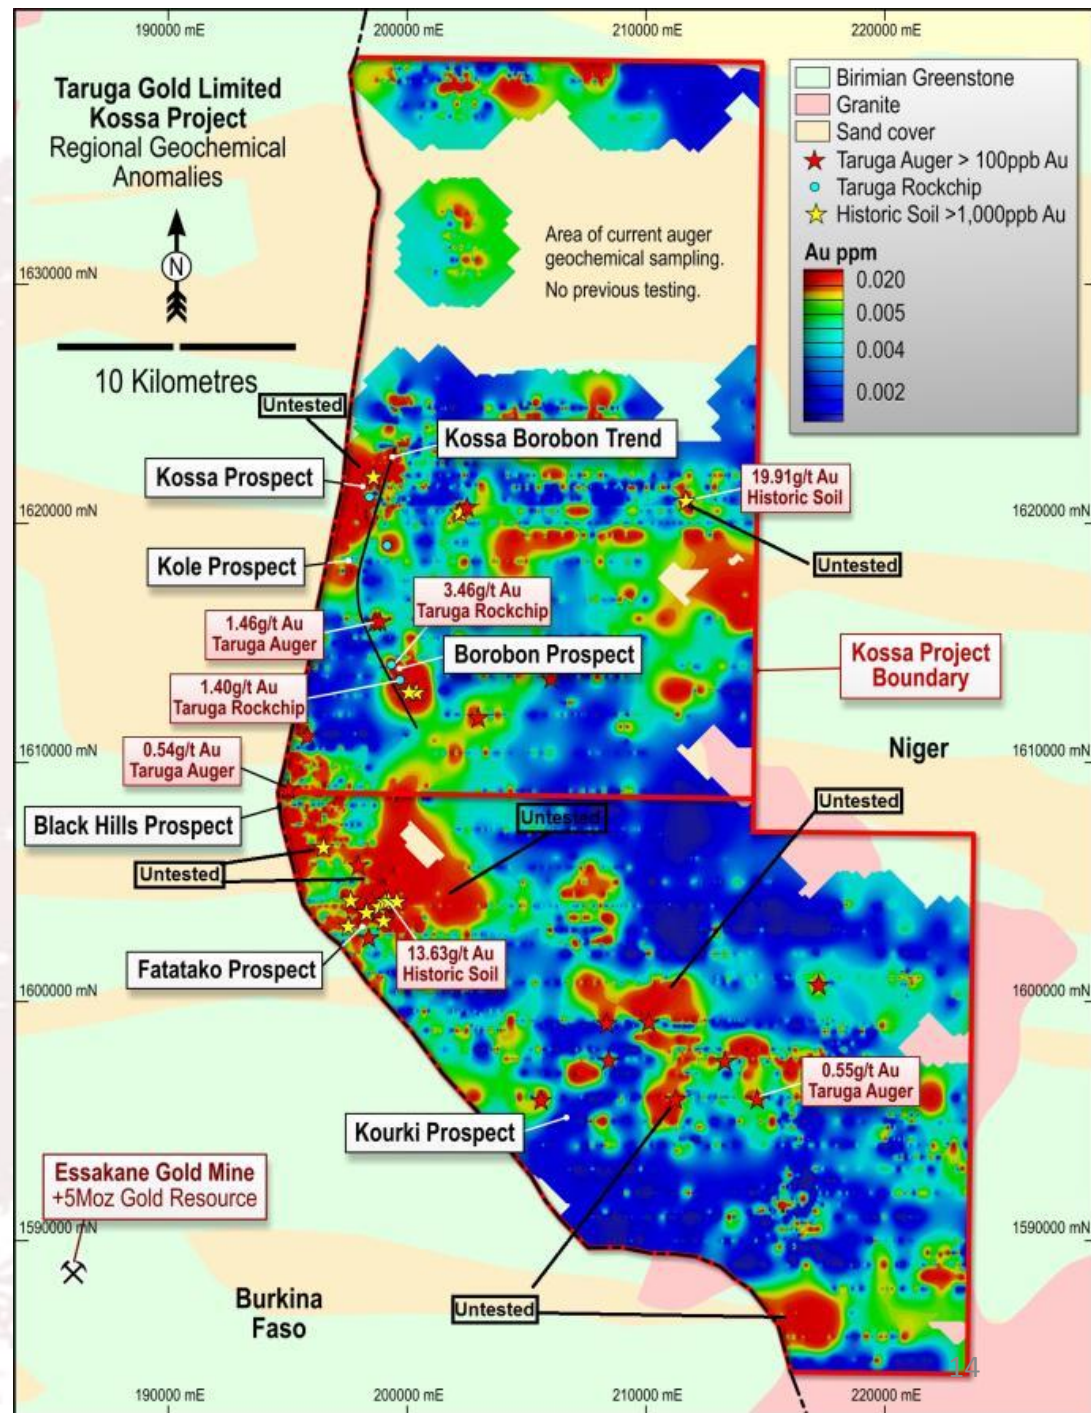 190000 mE
200000 mE
210000 mE
220000 mE
Taruga Gold Limited
Kossa Project
Regional Geochemical
Anomalies
N
10 Kilometres
Birimian Greenstone
Granite
Sand cover
Taruga Auger > 100ppb Au
Taruga Rockchip
Historic Soil >1,000ppb Au
Au ppm
0.020
0.005
0.004
0.002
Area of current auger
geochemical sampling.
No previous testing.
1630000 mN
Untested
Kossa Borobon Trend
Kossa Prospect
19.91g/t Au
Historic Soil
1620000 mN
1620000 mN
Untested
Kole Prospect
3.46g/t Au
Taruga Rockchip
1.46g/t Au
Taruga Auger
Borobon Prospect
Kossa Project
Boundary
1.40g/t Au
Taruga Rockchip
Niger
0.54g/t Au
Taruga Auger
1610000 mN
1610000 mN
Black Hills Prospect
Untested
Untested
Untested
13.63g/t Au
Historic Soil
Fatatako Prospect
1600000 mN
1600000 mN
0.55g/t Au
Taruga Auger
Kourki Prospect
Essakane Gold Mine
+5Moz Gold Resource
1590000 mN
1590000 mN
Burkina
Faso
Untested
14
190000 mE
200000 mE
210000 mE
220000 mE